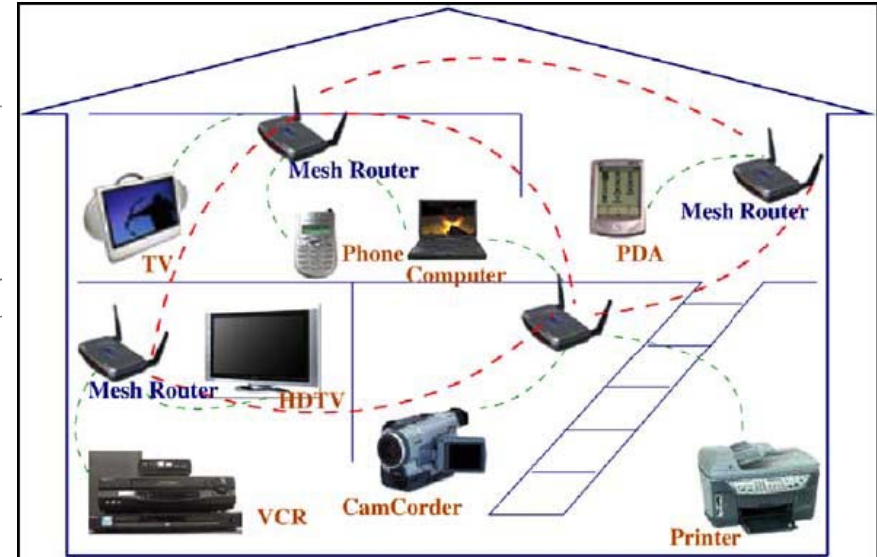 Mesh Router
Mesh Router
TV
Phone
Computer
PDA
Mesh Router
HDTV
VCR
CamCorder
Printer